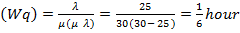 (Wq) = λ / μ(μ λ) = 25 / 30(30−25) = 1/6 hour